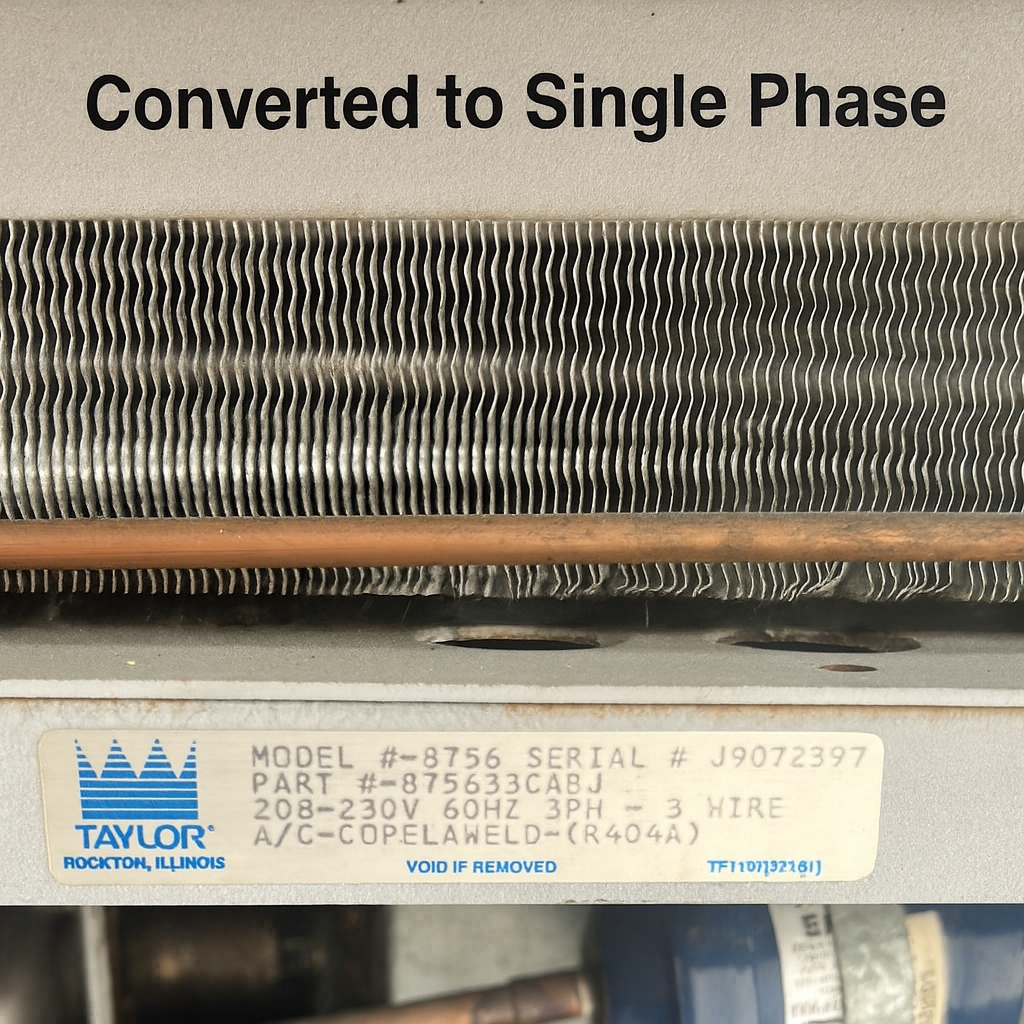 Converted to Single Phase
MODEL #-8756 SERIAL # J9072397
PART #-875633CABJ
208-230V 60HZ 3PH - 3 WIRE
A/C-COPELAWELD-(R404A)
TAYLOR
ROCKTON, ILLINOIS
VOID IF REMOVED